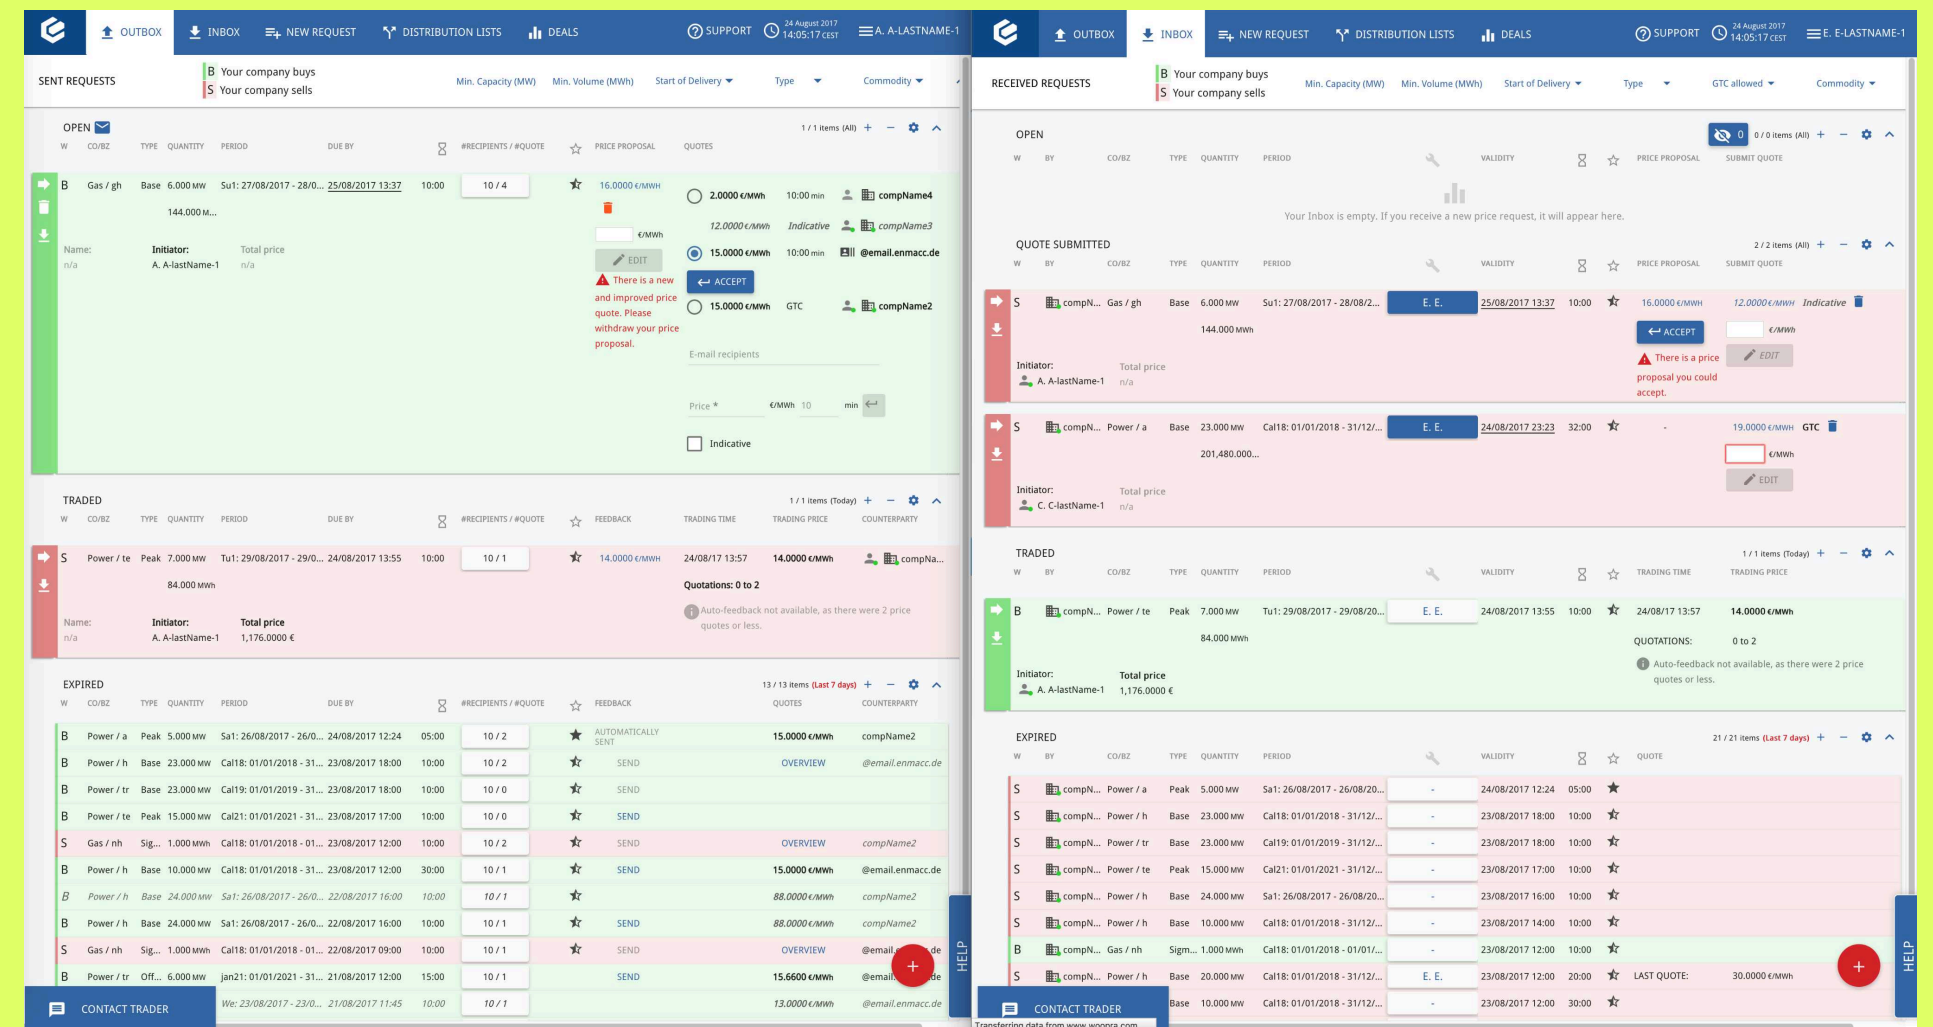 OUTBOX INBOX NEW REQUEST DISTRIBUTION LISTS DEALS SUPPORT 24 August 2017 14:05:17 CEST A. A-LASTNAME-1
SENT REQUESTS
B Your company buys
S Your company sells
Min. Capacity (MW) Min. Volume (MWh) Start of Delivery Type Commodity
OPEN 1 / 1 items (All) + −
W CO/BZ TYPE QUANTITY PERIOD DUE BY #RECIPIENTS / #QUOTE PRICE PROPOSAL QUOTES
B Gas / gh Base 6.000 MW Su1: 27/08/2017 - 28/0... 25/08/2017 13:37 10:00 10 / 4 16.0000 €/MWH
2.0000 €/MWh 10:00 min compName4
144.000 M...
12.0000 €/MWh Indicative compName3
€/MWh
Name: Initiator: Total price
n/a A. A-lastName-1 n/a
15.0000 €/MWh 10:00 min @email.enmacc.de
EDIT
ACCEPT
There is a new
and improved price
quote. Please
withdraw your price
proposal.
15.0000 €/MWh GTC compName2
E-mail recipients
Price * €/MWh 10 min
Indicative
TRADED 1 / 1 items (Today) + −
W CO/BZ TYPE QUANTITY PERIOD DUE BY #RECIPIENTS / #QUOTE FEEDBACK TRADING TIME TRADING PRICE COUNTERPARTY
S Power / te Peak 7.000 MW Tu1: 29/08/2017 - 29/0... 24/08/2017 13:55 10:00 10 / 1 14.0000 €/MWH 24/08/17 13:57 14.0000 €/MWh compNa...
84.000 MWh Quotations: 0 to 2
Auto-feedback not available, as there were 2 price
quotes or less.
Name: Initiator: Total price
n/a A. A-lastName-1 1,176.0000 €
EXPIRED 13 / 13 items (Last 7 days) + −
W CO/BZ TYPE QUANTITY PERIOD DUE BY #RECIPIENTS / #QUOTE FEEDBACK QUOTES COUNTERPARTY
B Power / a Peak 5.000 MW Sa1: 26/08/2017 - 26/0... 24/08/2017 12:24 05:00 10 / 2 AUTOMATICALLY SENT 15.0000 €/MWh compName2
B Power / h Base 23.000 MW Cal18: 01/01/2018 - 31... 23/08/2017 18:00 10:00 10 / 2 SEND OVERVIEW @email.enmacc.de
B Power / tr Base 23.000 MW Cal19: 01/01/2019 - 31... 23/08/2017 18:00 10:00 10 / 0 SEND
B Power / te Peak 15.000 MW Cal21: 01/01/2021 - 31... 23/08/2017 17:00 10:00 10 / 0 SEND
S Gas / nh Sig... 1.000 MWh Cal18: 01/01/2018 - 01... 23/08/2017 12:00 10:00 10 / 2 SEND OVERVIEW compName2
B Power / h Base 10.000 MW Cal18: 01/01/2018 - 31... 23/08/2017 12:00 30:00 10 / 1 SEND 15.0000 €/MWh @email.enmacc.de
B Power / h Base 24.000 MW Sa1: 26/08/2017 - 26/0... 22/08/2017 16:00 10:00 10 / 1 88.0000 €/MWh compName2
B Power / h Base 24.000 MW Sa1: 26/08/2017 - 26/0... 22/08/2017 16:00 10:00 10 / 1 SEND 88.0000 €/MWh compName2
S Gas / nh Sig... 1.000 MWh Cal18: 01/01/2018 - 01... 22/08/2017 09:00 10:00 10 / 1 SEND OVERVIEW @email. de
B Power / tr Off... 6.000 MW jan21: 01/01/2021 - 31... 21/08/2017 12:00 15:00 10 / 1 SEND 15.6600 €/MWh @email. de
We: 23/08/2017 - 23/0... 21/08/2017 11:45 10:00 10 / 1 13.0000 €/MWh @email.enmacc.de
CONTACT TRADER
HELP
+
OUTBOX INBOX NEW REQUEST DISTRIBUTION LISTS DEALS SUPPORT 24 August 2017 14:05:17 CEST E. E-LASTNAME-1
RECEIVED REQUESTS
B Your company buys
S Your company sells
Min. Capacity (MW) Min. Volume (MWh) Start of Delivery Type GTC allowed Commodity
OPEN 0 0 / 0 items (All) + −
W BY CO/BZ TYPE QUANTITY PERIOD VALIDITY PRICE PROPOSAL SUBMIT QUOTE
Your Inbox is empty. If you receive a new price request, it will appear here.
QUOTE SUBMITTED 2 / 2 items (All) + −
W BY CO/BZ TYPE QUANTITY PERIOD VALIDITY PRICE PROPOSAL SUBMIT QUOTE
S compN... Gas / gh Base 6.000 MW Su1: 27/08/2017 - 28/08/2... E. E. 25/08/2017 13:37 10:00 16.0000 €/MWH 12.0000 €/MWH Indicative
144.000 MWh ACCEPT €/MWh
EDIT
There is a price
proposal you could
accept.
Initiator: Total price
A. A-lastName-1 n/a
S compN... Power / a Base 23.000 MW Cal18: 01/01/2018 - 31/12/... E. E. 24/08/2017 23:23 32:00 - 19.0000 €/MWH GTC
201,480.000... €/MWh
EDIT
Initiator: Total price
C. C-lastName-1 n/a
TRADED 1 / 1 items (Today) + −
W BY CO/BZ TYPE QUANTITY PERIOD VALIDITY TRADING TIME TRADING PRICE
B compN... Power / te Peak 7.000 MW Tu1: 29/08/2017 - 29/08/20... E. E. 24/08/2017 13:55 10:00 24/08/17 13:57 14.0000 €/MWh
84.000 MWh QUOTATIONS: 0 to 2
Auto-feedback not available, as there were 2 price
quotes or less.
Initiator: Total price
A. A-lastName-1 1,176.0000 €
EXPIRED 21 / 21 items (Last 7 days) + −
W BY CO/BZ TYPE QUANTITY PERIOD VALIDITY QUOTE
S compN... Power / a Peak 5.000 MW Sa1: 26/08/2017 - 26/08/20... - 24/08/2017 12:24 05:00
S compN... Power / h Base 23.000 MW Cal18: 01/01/2018 - 31/12/... - 23/08/2017 18:00 10:00
S compN... Power / tr Base 23.000 MW Cal19: 01/01/2019 - 31/12/... - 23/08/2017 18:00 10:00
S compN... Power / te Peak 15.000 MW Cal21: 01/01/2021 - 31/12/... - 23/08/2017 17:00 10:00
S compN... Power / h Base 24.000 MW Sa1: 26/08/2017 - 26/08/20... - 23/08/2017 16:00 10:00
S compN... Power / h Base 10.000 MW Cal18: 01/01/2018 - 31/12/... - 23/08/2017 14:00 10:00
B compN... Gas / nh Sigm... 1.000 MWh Cal18: 01/01/2018 - 01/01/... - 23/08/2017 12:00 10:00
S compN... Power / h Base 20.000 MW Cal18: 01/01/2018 - 31/12/... E. E. 23/08/2017 12:00 20:00 LAST QUOTE: 30.0000 €/MWh
Base 10.000 MW Cal18: 01/01/2018 - 31/12/... - 23/08/2017 12:00 30:00
CONTACT TRADER
HELP
+
Transferring data from www.woopra.com